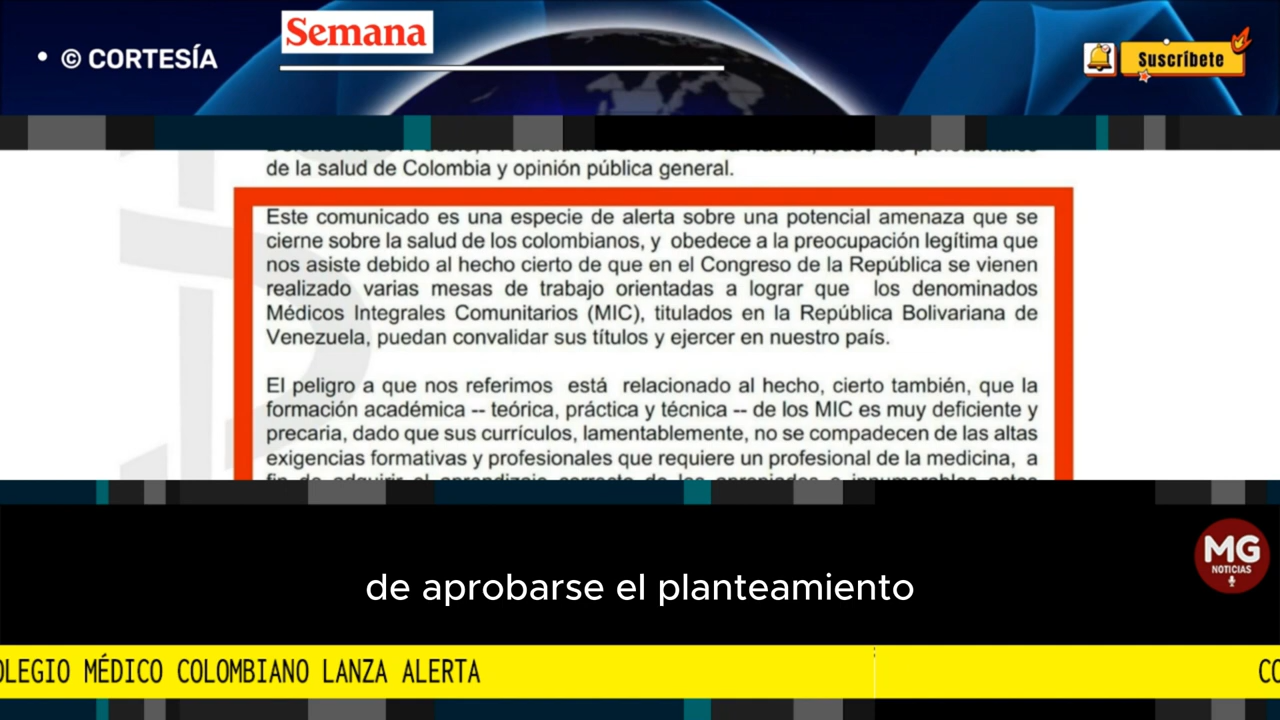 • © CORTESÍA
Semana
Suscríbete
de la salud de Colombia y opinión pública general.
Este comunicado es una especie de alerta sobre una potencial amenaza que se
cierne sobre la salud de los colombianos, y obedece a la preocupación legítima que
nos asiste debido al hecho cierto de que en el Congreso de la República se vienen
realizado varias mesas de trabajo orientadas a lograr que los denominados
Médicos Integrales Comunitarios (MIC), titulados en la República Bolivariana de
Venezuela, puedan convalidar sus títulos y ejercer en nuestro país.
El peligro a que nos referimos está relacionado al hecho, cierto también, que la
formación académica -- teórica, práctica y técnica -- de los MIC es muy deficiente y
precaria, dado que sus currículos, lamentablemente, no se compadecen de las altas
exigencias formativas y profesionales que requiere un profesional de la medicina, a
MG
NOTICIAS
de aprobarse el planteamiento
OLEGIO MÉDICO COLOMBIANO LANZA ALERTA CO